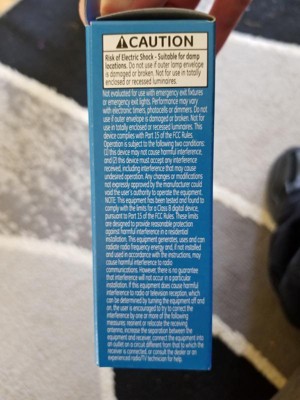 ⚠CAUTION
Risk of Electric Shock - Suitable for damp
locations. Do not use if outer lamp envelope
is damaged or broken. Not for use in totally
enclosed or recessed luminaires.
Not evaluated for use with emergency exit fixtures
or emergency exit lights. Performance may vary
with electronic timers, photocells or dimmers. Do not
use if outer envelope is damaged or broken. Not for
use in totally enclosed or recessed luminaires. This
device complies with Part 15 of the FCC Rules.
Operation is subject to the following two conditions:
(1) this device may not cause harmful interference,
and (2) this device must accept any interference
received, including interference that may cause
undesired operation. Any changes or modifications
not expressly approved by the manufacturer could
void the user's authority to operate the equipment.
NOTE: This equipment has been tested and found to
comply with the limits for a Class B digital device,
pursuant to Part 15 of the FCC Rules. These limits
are designed to provide reasonable protection
against harmful interference in a residential
installation. This equipment generates, uses and can
radiate radio frequency energy and, if not installed
and used in accordance with the instructions, may
cause harmful interference to radio
communications. However, there is no guarantee
that interference will not occur in a particular
installation. If this equipment does cause harmful
interference to radio or television reception, which
can be determined by turning the equipment off and
on, the user is encouraged to try to correct the
interference by one or more of the following
measures: reorient or relocate the receiving
antenna, increase the separation between the
equipment and receiver, connect the equipment into
an outlet on a circuit different from that to which the
receiver is connected, or consult the dealer or an
experienced radio/TV technician for help.